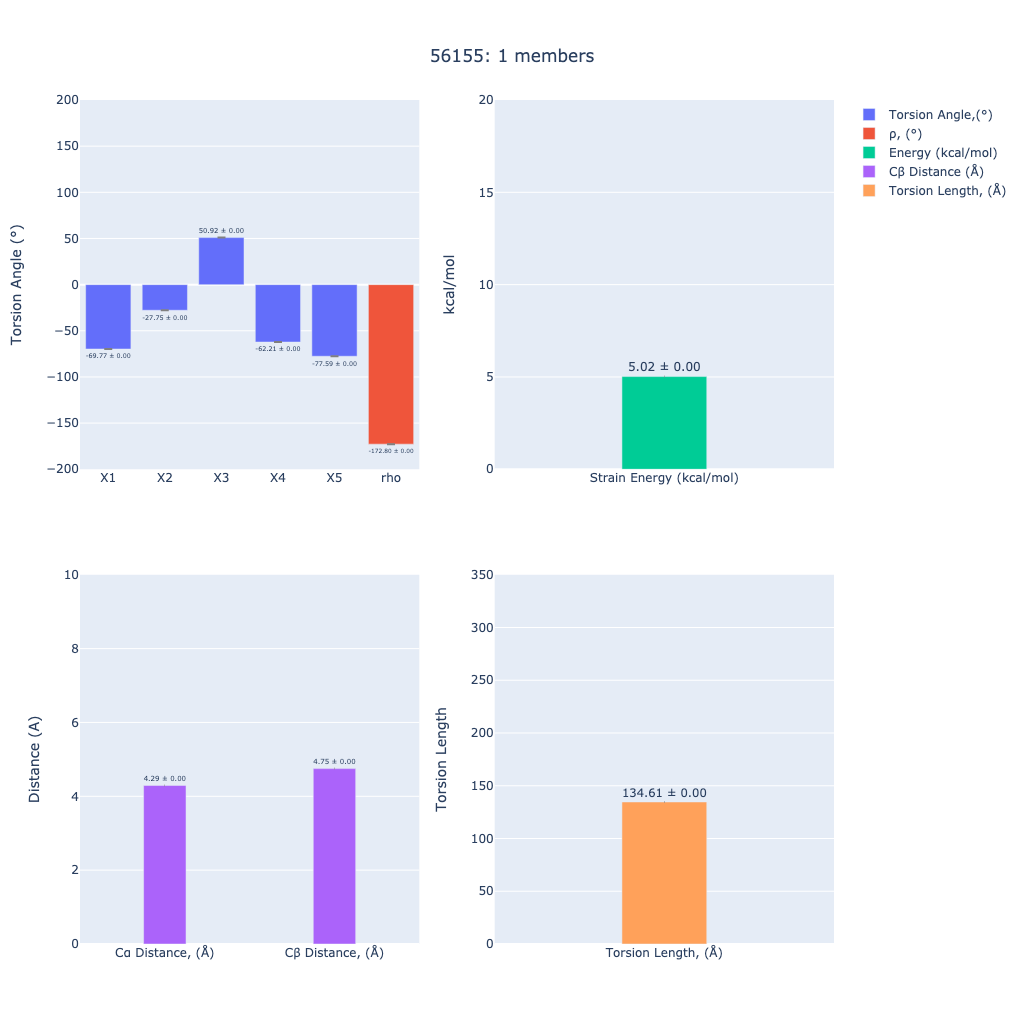 56155: 1 members
200
150
100
50
0
−50
−100
−150
−200
Torsion Angle (°)
50.92 ± 0.00
-27.75 ± 0.00
-69.77 ± 0.00
-62.21 ± 0.00
-77.59 ± 0.00
-172.80 ± 0.00
X1 X2 X3 X4 X5 rho
20
15
10
5
0
kcal/mol
5.02 ± 0.00
Strain Energy (kcal/mol)
Torsion Angle,(°)
ρ, (°)
Energy (kcal/mol)
Cβ Distance (Å)
Torsion Length, (Å)
10
8
6
4
2
0
Distance (A)
4.29 ± 0.00
4.75 ± 0.00
Cα Distance, (Å) Cβ Distance, (Å)
350
300
250
200
150
100
50
0
Torsion Length
134.61 ± 0.00
Torsion Length, (Å)